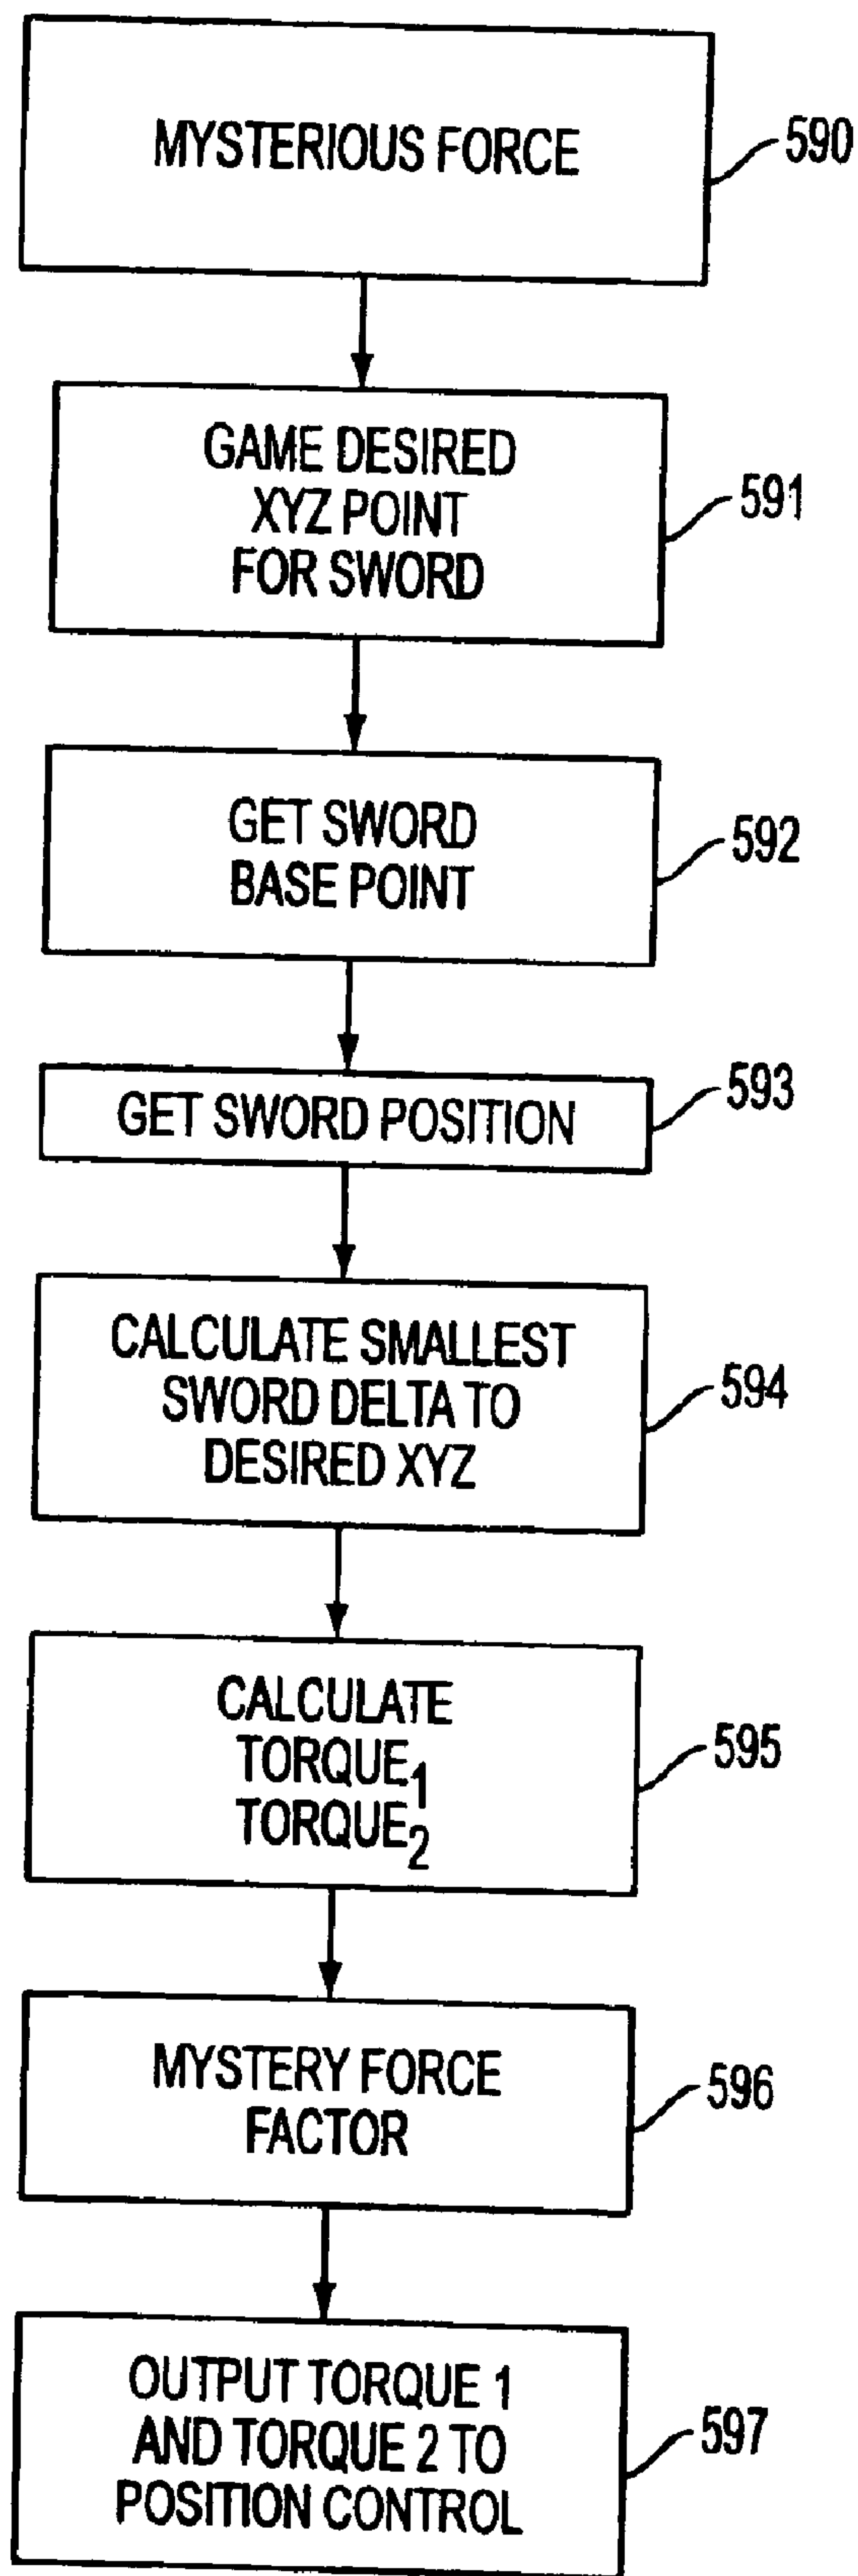 MYSTERIOUS FORCE
590
GAME DESIRED
XYZ POINT
FOR SWORD
591
GET SWORD
BASE POINT
592
GET SWORD POSITION
593
CALCULATE SMALLEST
SWORD DELTA TO
DESIRED XYZ
594
CALCULATE
TORQUE1
TORQUE2
595
MYSTERY FORCE
FACTOR
596
OUTPUT TORQUE 1
AND TORQUE 2 TO
POSITION CONTROL
597